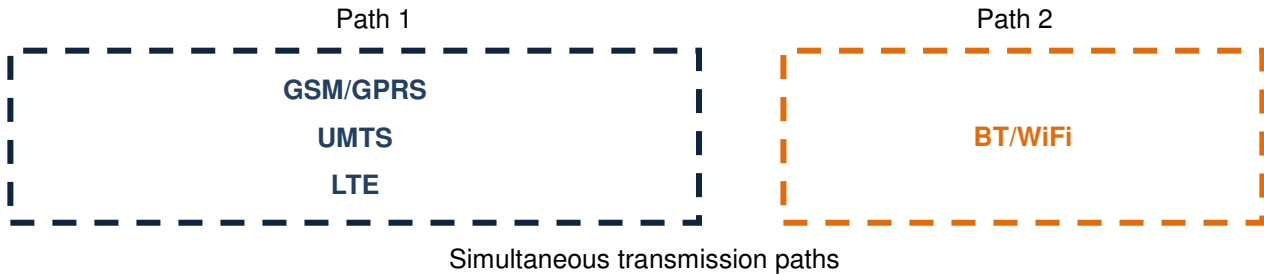 Path 1
Path 2
GSM/GPRS
UMTS
LTE
BT/WiFi
Simultaneous transmission paths